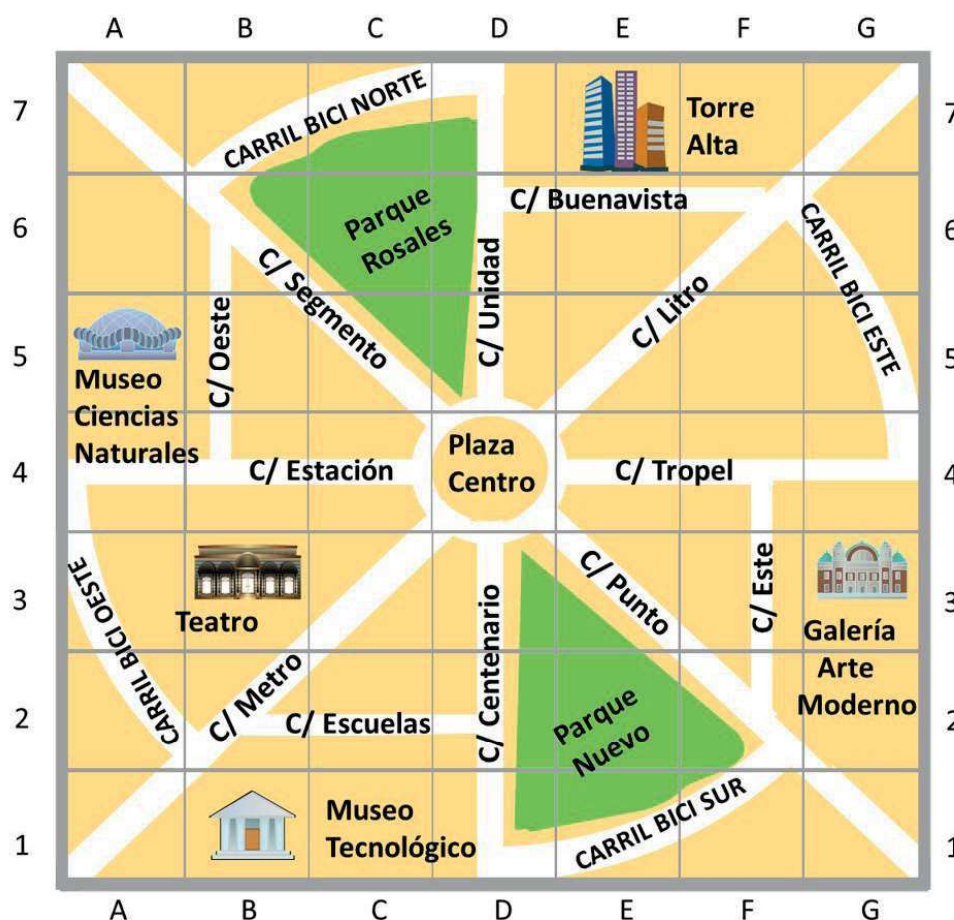 A B C D E F G
7 7
CARRIL BICI NORTE
Torre
Alta
6 6
C/ Buenavista
Parque
Rosales
C/ Segmento
C/ Unidad
C/ Litro
CARRIL BICI ESTE
C/ Oeste
5 5
Museo
Ciencias
Naturales
Plaza
Centro
4 4
C/ Estación
C/ Tropel
3 3
CARRIL BICI OESTE
Teatro
C/ Metro
C/ Centenario
C/ Punto
C/ Este
Galería
Arte
Moderno
2 2
C/ Escuelas
Parque
Nuevo
1 1
Museo
Tecnológico
CARRIL BICI SUR
A B C D E F G